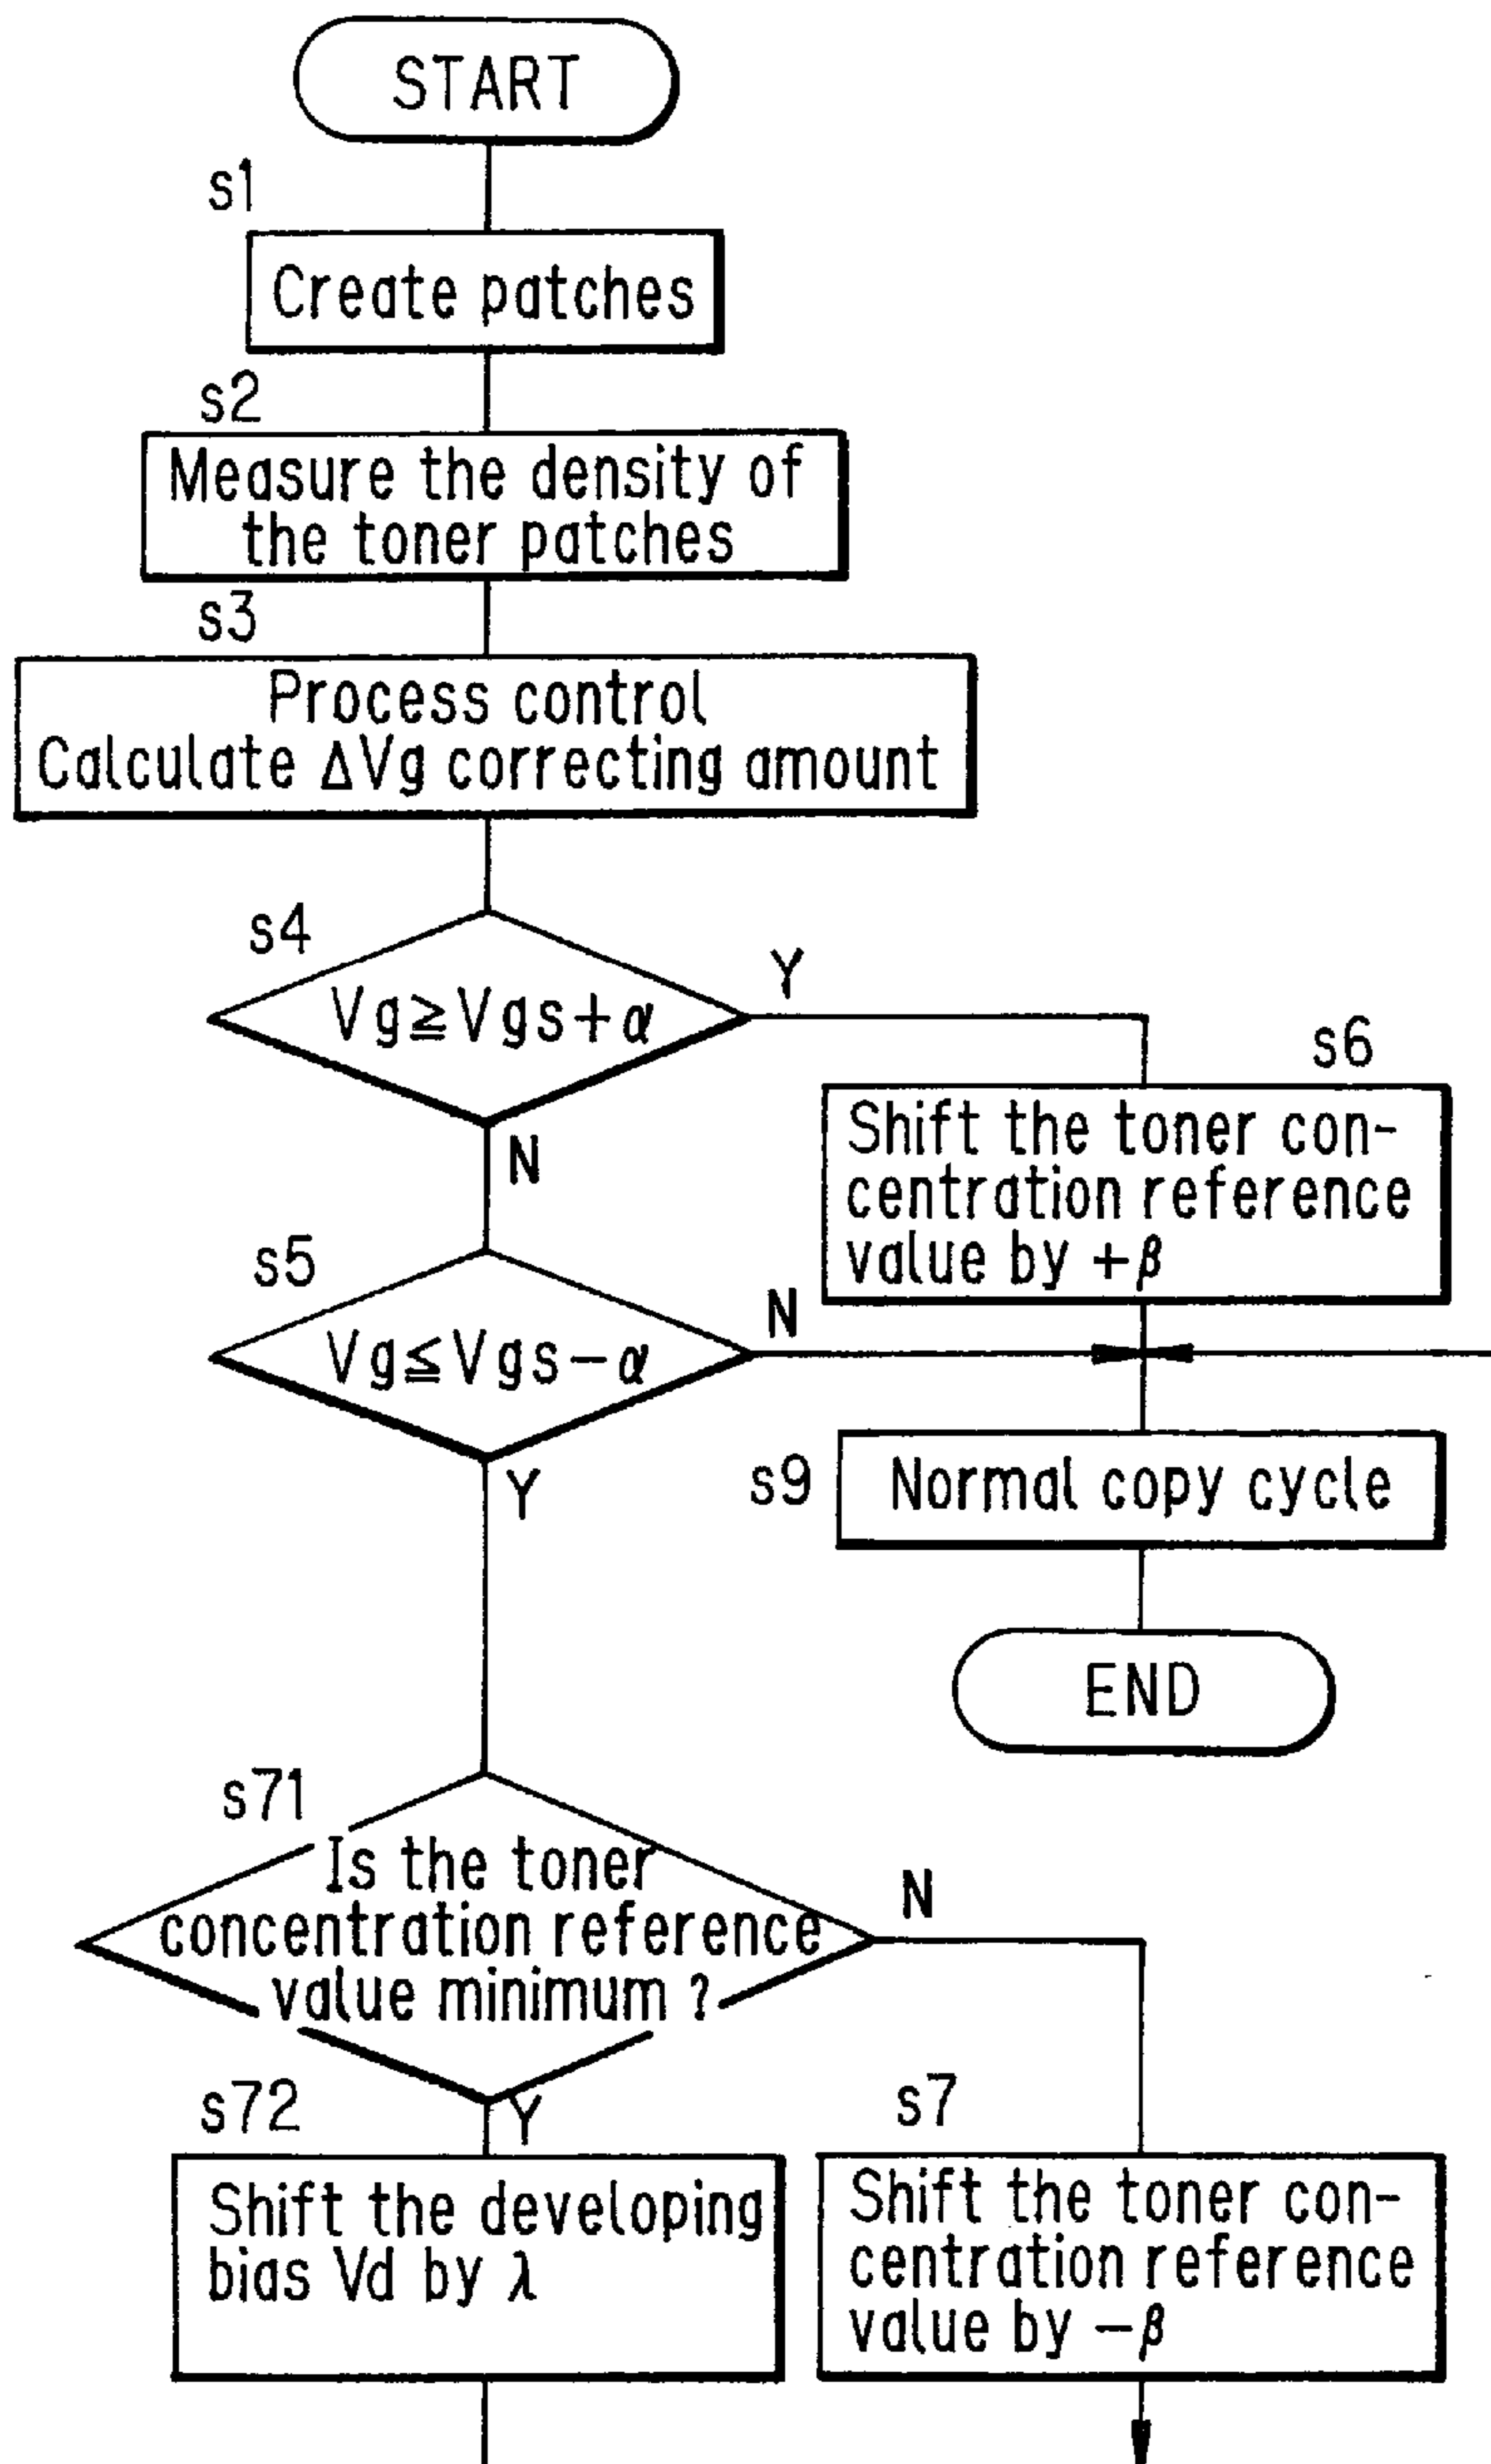 START
s1
Create patches
s2
Measure the density of
the toner patches
s3
Process control
Calculate ΔVg correcting amount
s4
Vg≧Vgs+α
Y
N
s6
Shift the toner con-
centration reference
value by +β
s5
Vg≦Vgs−α
N
Y
s9
Normal copy cycle
END
s71
Is the toner
concentration reference
value minimum ?
N
Y
s72
Shift the developing
bias Vd by λ
s7
Shift the toner con-
centration reference
value by −β